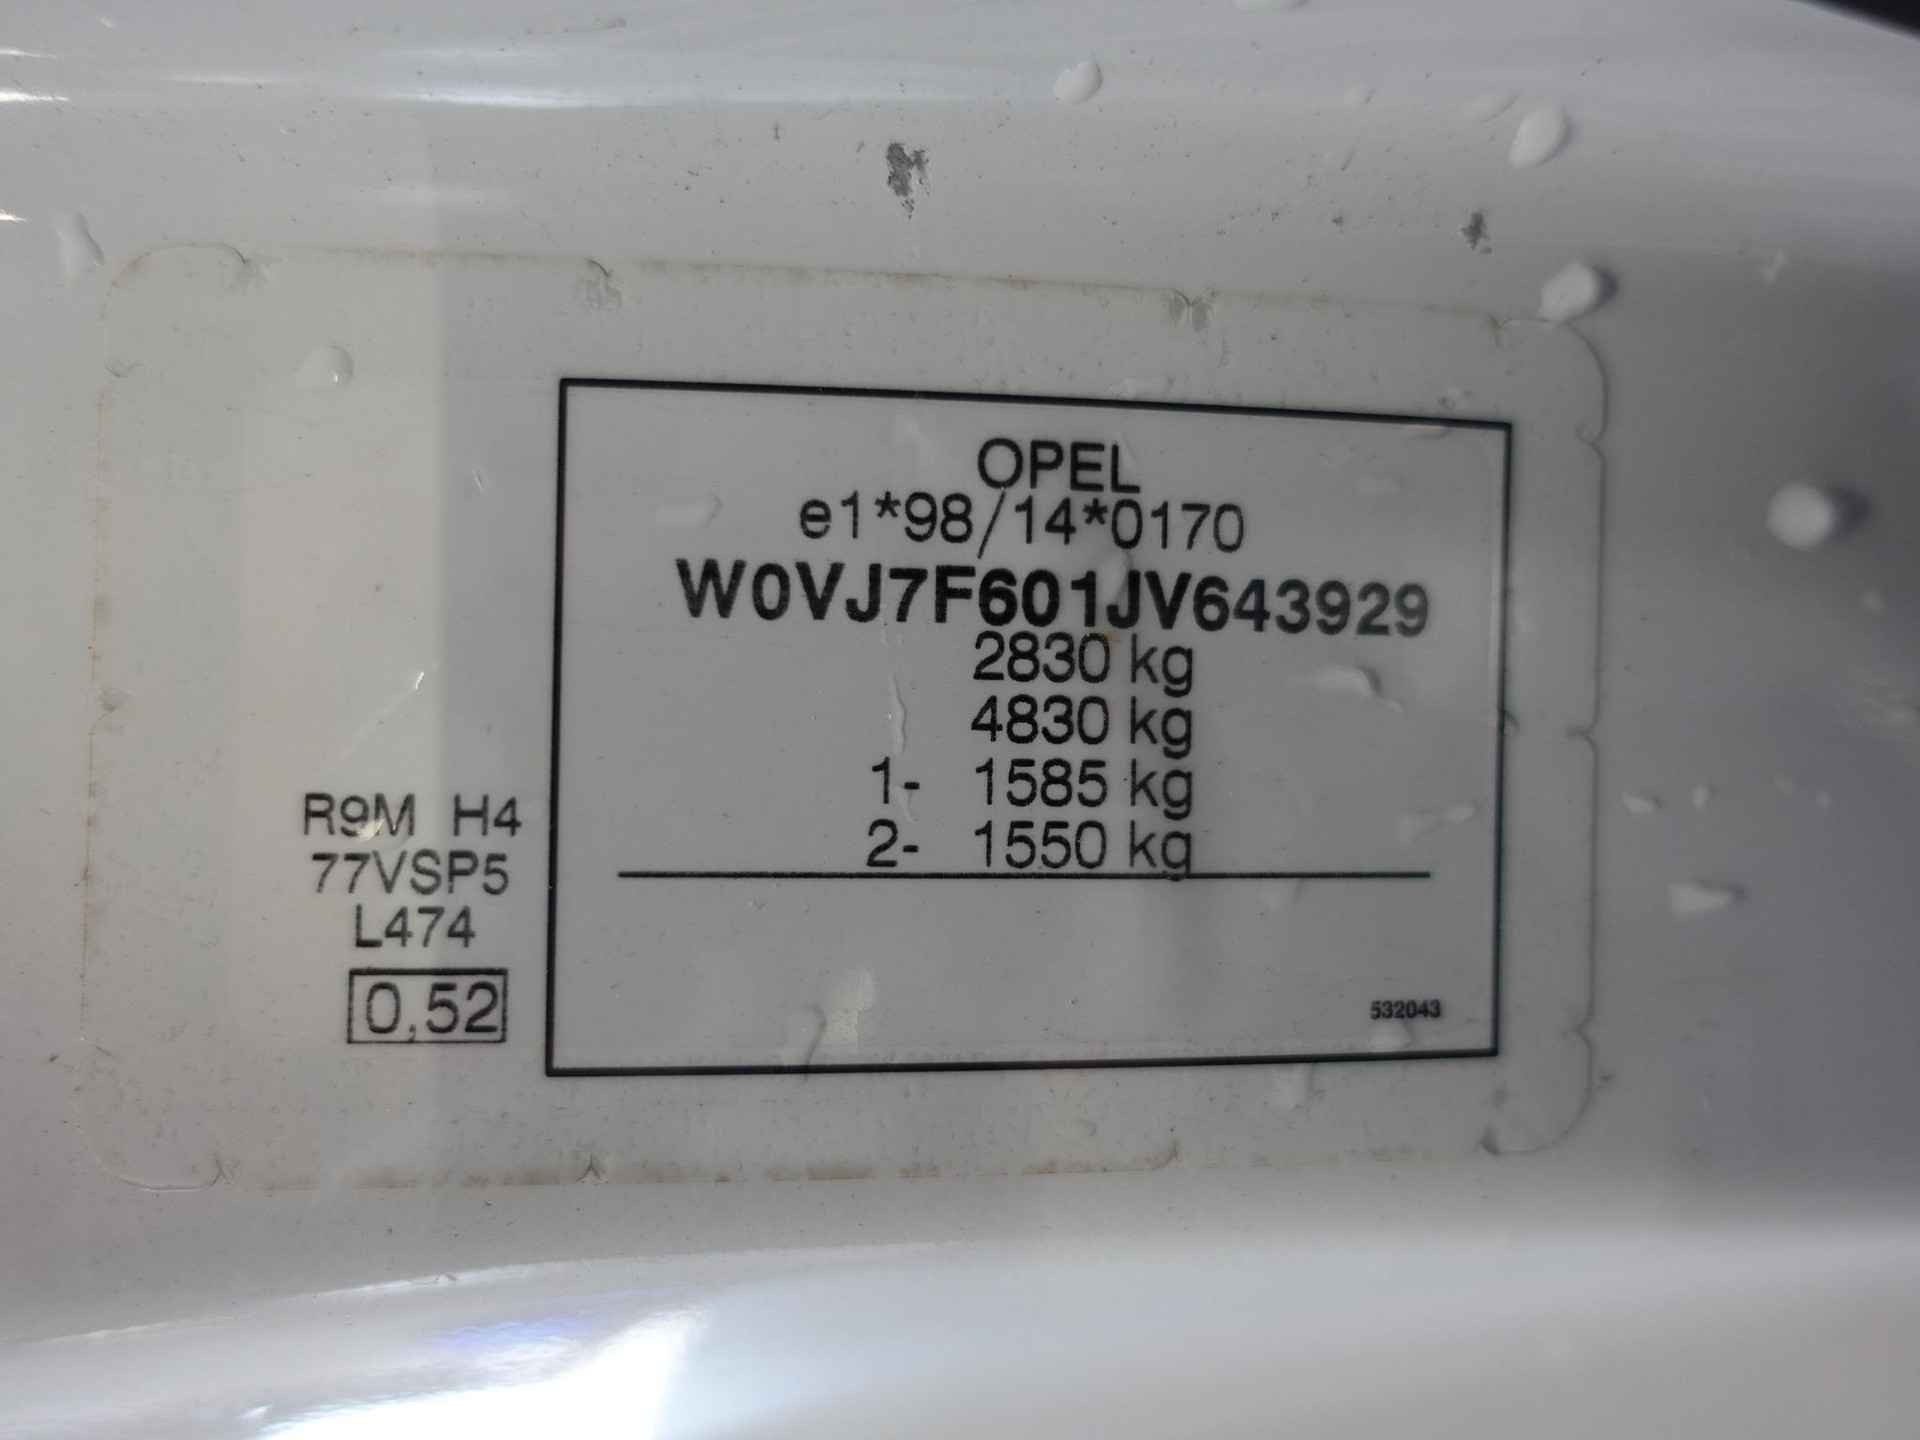 OPEL
e1*98/14*0170
W0VJ7F601JV643929
2830 kg
4830 kg
1- 1585 kg
2- 1550 kg
R9M H4
77VSP5
L474
0,52
532043